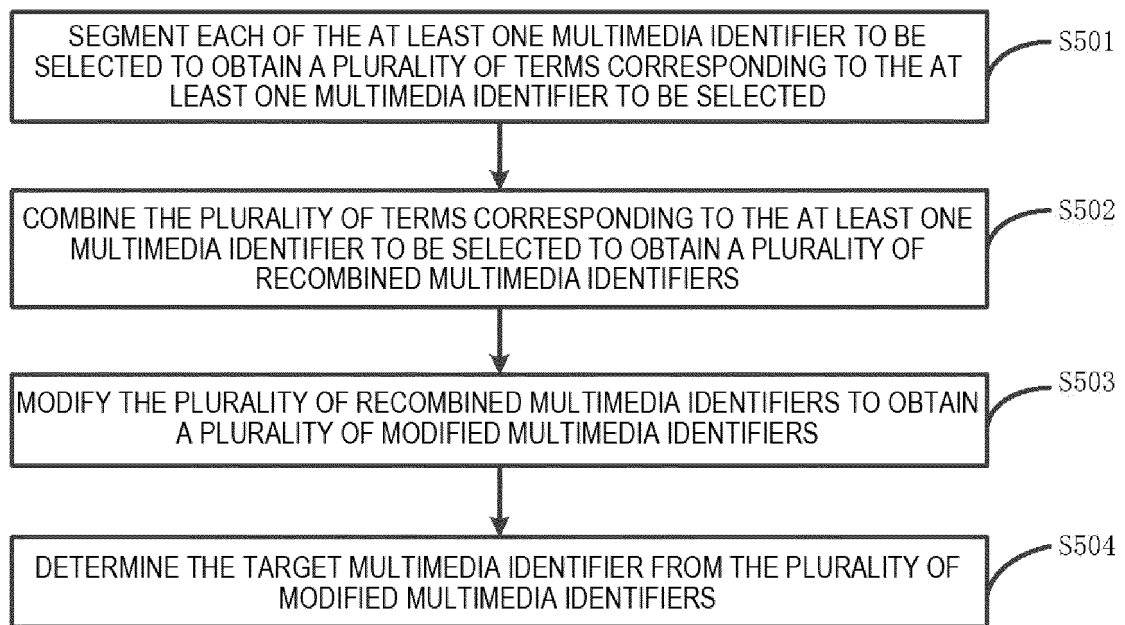 SEGMENT EACH OF THE AT LEAST ONE MULTIMEDIA IDENTIFIER TO BE
SELECTED TO OBTAIN A PLURALITY OF TERMS CORRESPONDING TO THE AT
LEAST ONE MULTIMEDIA IDENTIFIER TO BE SELECTED
S501
COMBINE THE PLURALITY OF TERMS CORRESPONDING TO THE AT LEAST ONE
MULTIMEDIA IDENTIFIER TO BE SELECTED TO OBTAIN A PLURALITY OF
RECOMBINED MULTIMEDIA IDENTIFIERS
S502
MODIFY THE PLURALITY OF RECOMBINED MULTIMEDIA IDENTIFIERS TO OBTAIN
A PLURALITY OF MODIFIED MULTIMEDIA IDENTIFIERS
S503
DETERMINE THE TARGET MULTIMEDIA IDENTIFIER FROM THE PLURALITY OF
MODIFIED MULTIMEDIA IDENTIFIERS
S504